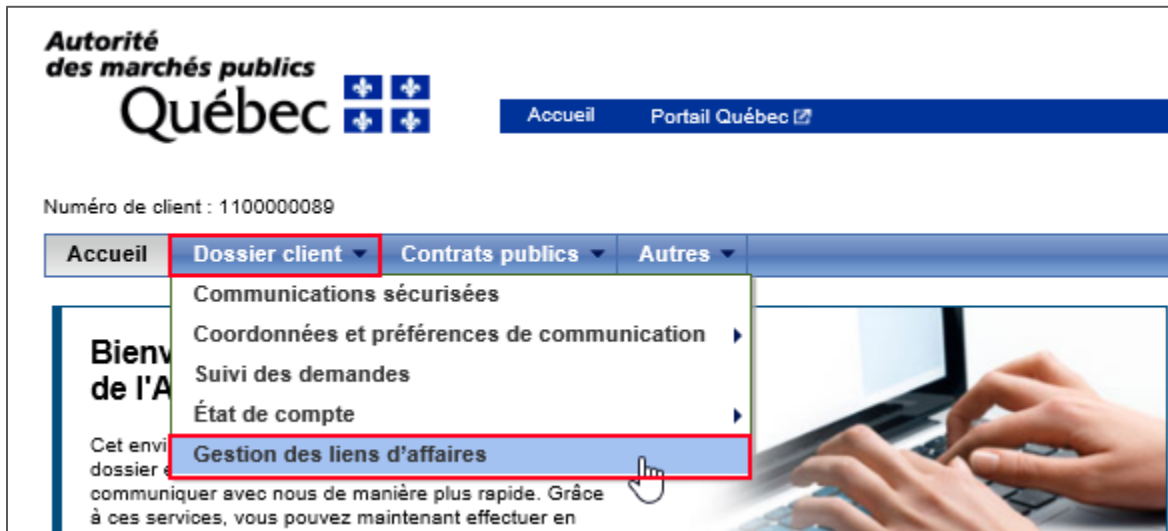 Autorité
des marchés publics
Québec
Accueil Portail Québec
Numéro de client : 1100000089
Accueil Dossier client Contrats publics Autres
Communications sécurisées
Coordonnées et préférences de communication
Suivi des demandes
État de compte
Gestion des liens d'affaires
de l'A
Cet envi
dossier
communiquer avec nous de manière plus rapide. Grâce
à ces services, vous pouvez maintenant effectuer en